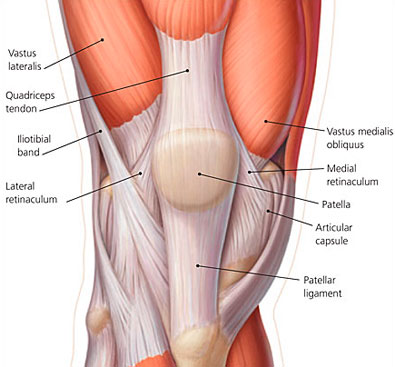 Vastus
lateralis
Quadriceps
tendon
Iliotibial
band
Lateral
retinaculum
Vastus medialis
obliquus
Medial
retinaculum
Patella
Articular
capsule
Patellar
ligament